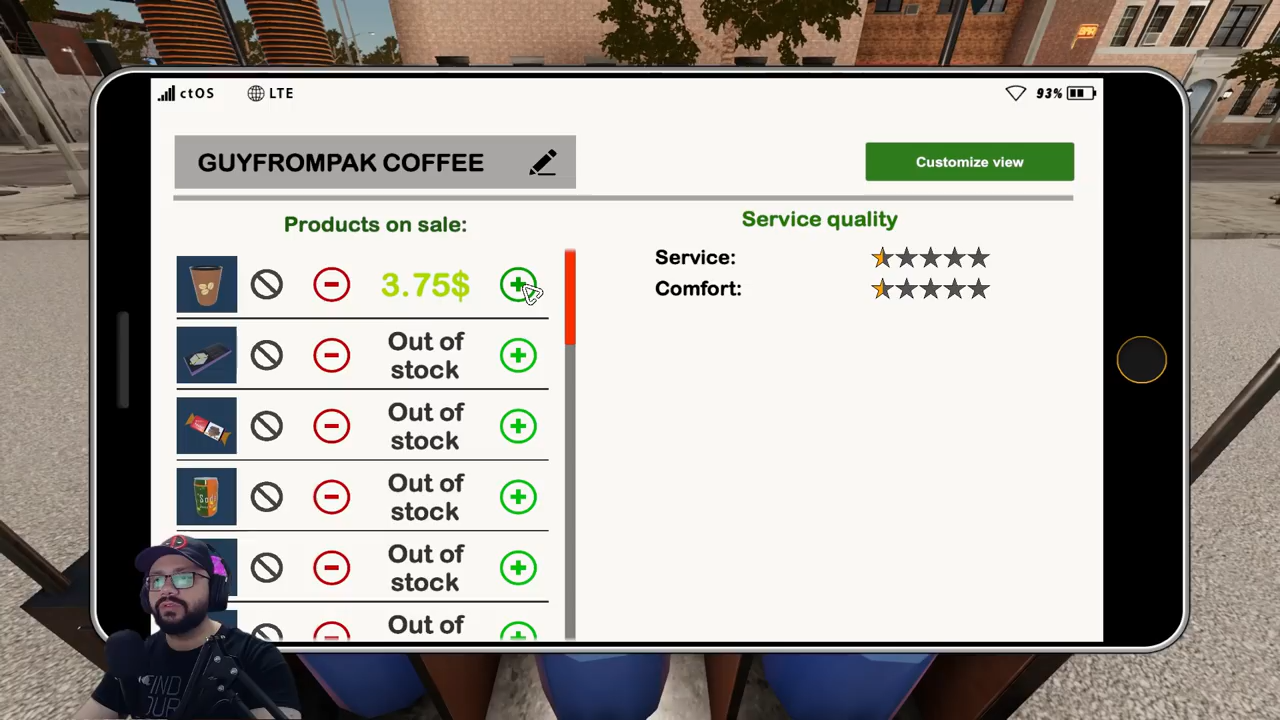 ctOS LTE 93%
GUYFROMPAK COFFEE
Customize view
Products on sale:
Service quality
3.75$
Service:
Comfort:
Out of
stock
Out of
stock
Out of
stock
Out of
stock
Out of